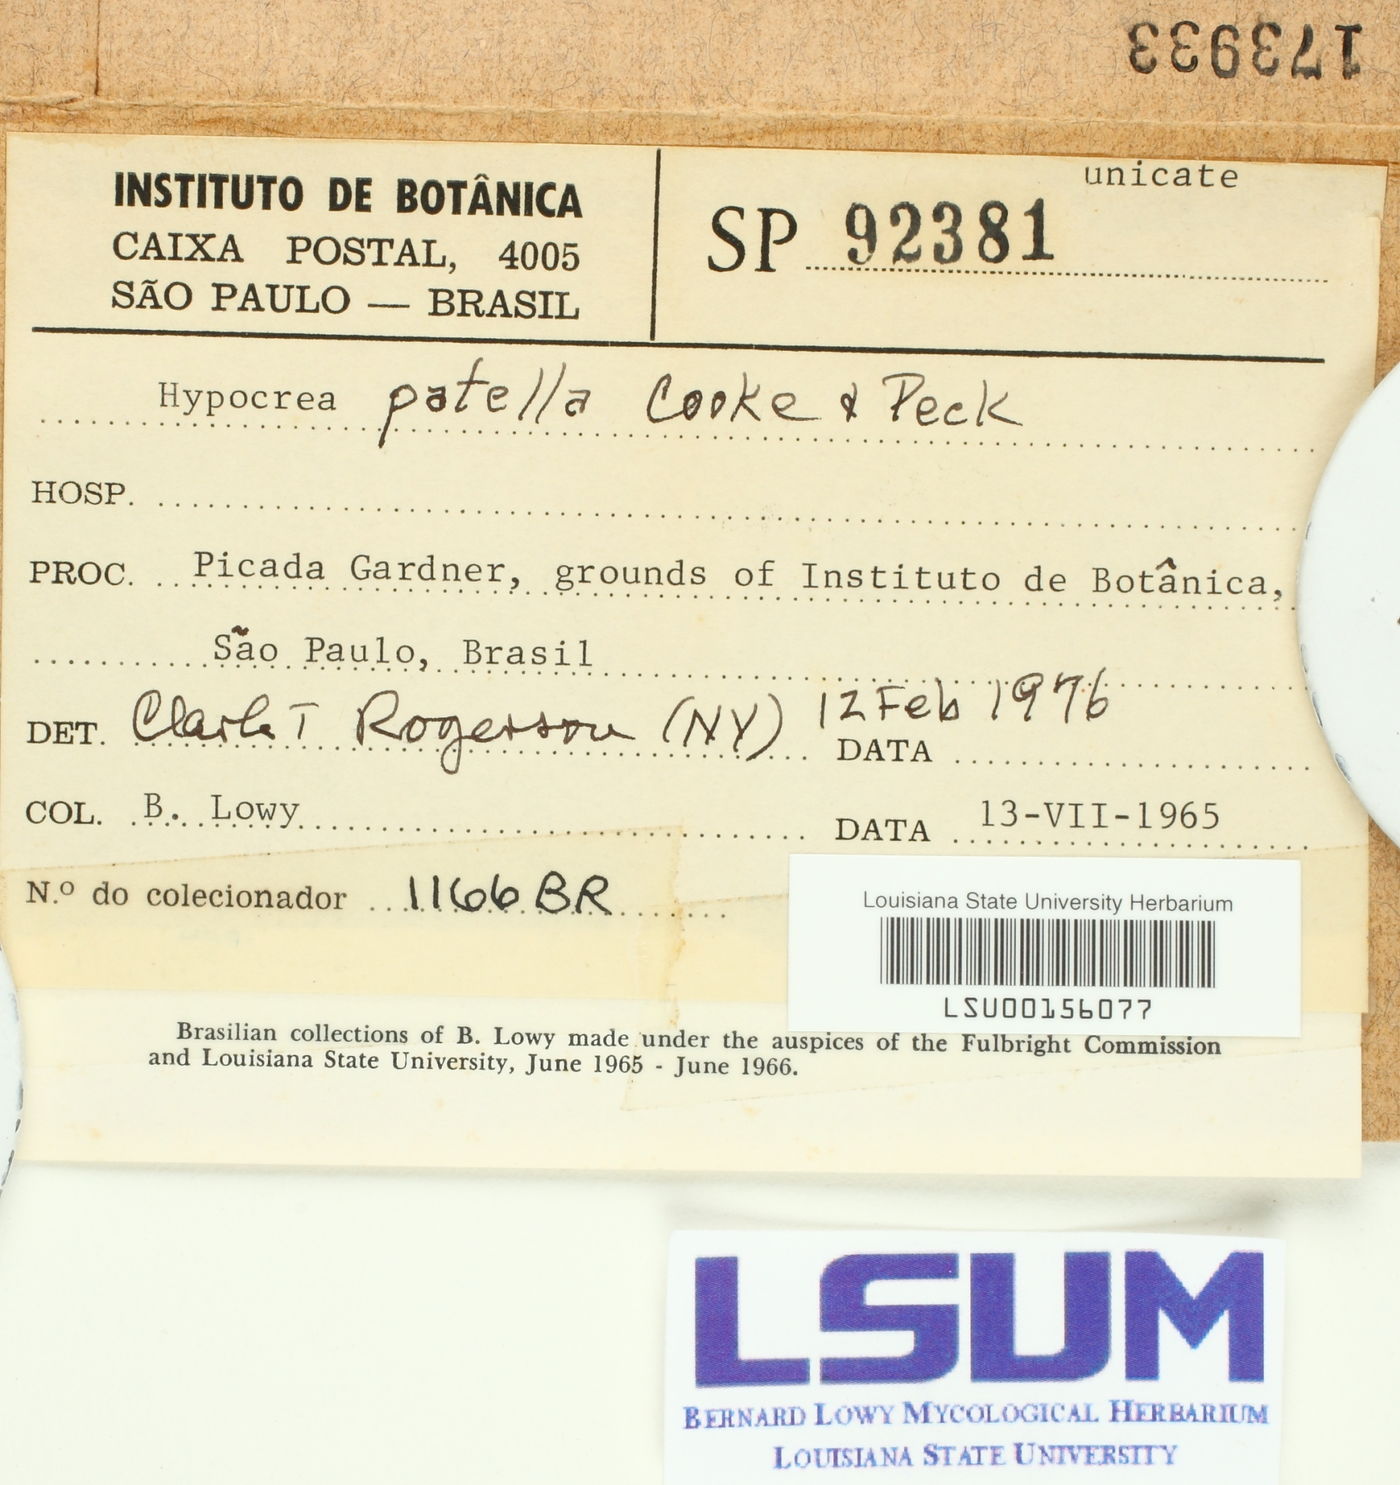 173933
unicate
INSTITUTO DE BOTÂNICA
CAIXA POSTAL, 4005
SÃO PAULO — BRASIL
SP 92381
Hypocrea patella Cooke & Peck
HOSP.
PROC. Picada Gardner, grounds of Instituto de Botânica,
São Paulo, Brasil
DET. Clark T Rogerson (NY) DATA 12 Feb 1976
COL. B. Lowy DATA 13-VII-1965
N.º do colecionador 1166 BR
Louisiana State University Herbarium
LSU00156077
Brasilian collections of B. Lowy made under the auspices of the Fulbright Commission
and Louisiana State University, June 1965 - June 1966.
LSUM
BERNARD LOWY MYCOLOGICAL HERBARIUM
LOUISIANA STATE UNIVERSITY